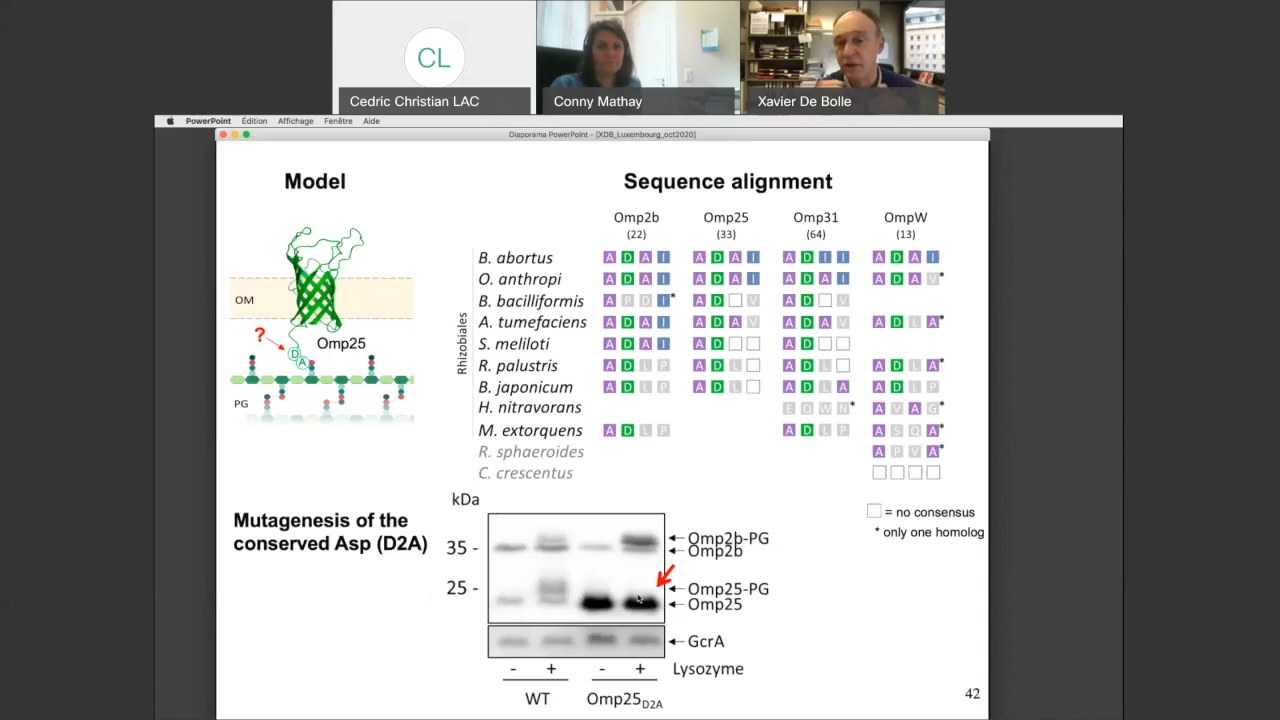 CL
Cedric Christian LAC
Conny Mathay
Xavier De Bolle
PowerPoint Édition Affichage Fenêtre Aide
Diaporama PowerPoint - [XDB_Luxembourg_oct2020]
Model
Sequence alignment
Omp2b Omp25 Omp31 OmpW
(22) (33) (64) (13)
B. abortus A D A I A D A I A D I I A D A I
O. anthropi A D A I A D A I A D A I A D A V*
B. bacilliformis A P D I* A D V A D V
A. tumefaciens A D A I A D A V A D A V A D L A*
S. meliloti A D A I A D A D
R. palustris A D L P A D L A D L A D L A*
B. japonicum A D L P A D L A D L A A D L P
H. nitravorans E Q W N* A V A G*
M. extorquens A D L P A D L P A S Q A*
R. sphaeroides A P V A*
C. crescentus
Rhizobiales
OM
?
D
A
Omp25
PG
Mutagenesis of the
conserved Asp (D2A)
kDa
35 -
25 -
Omp2b-PG
Omp2b
Omp25-PG
Omp25
GcrA
- + - + Lysozyme
WT Omp25D2A
= no consensus
* only one homolog
42